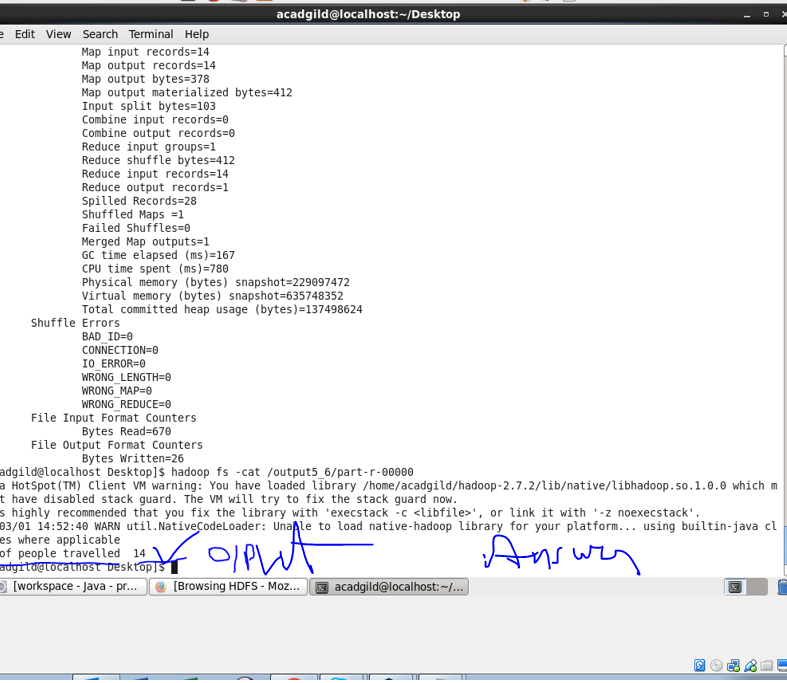 acadgild@localhost:~/Desktop
Edit View Search Terminal Help
Map input records=14
Map output records=14
Map output bytes=378
Map output materialized bytes=412
Input split bytes=103
Combine input records=0
Combine output records=0
Reduce input groups=1
Reduce shuffle bytes=412
Reduce input records=14
Reduce output records=1
Spilled Records=28
Shuffled Maps =1
Failed Shuffles=0
Merged Map outputs=1
GC time elapsed (ms)=167
CPU time spent (ms)=780
Physical memory (bytes) snapshot=229097472
Virtual memory (bytes) snapshot=635748352
Total committed heap usage (bytes)=137498624
Shuffle Errors
BAD_ID=0
CONNECTION=0
IO_ERROR=0
WRONG_LENGTH=0
WRONG_MAP=0
WRONG_REDUCE=0
File Input Format Counters
Bytes Read=670
File Output Format Counters
Bytes Written=26
adgild@localhost Desktop]$ hadoop fs -cat /output5_6/part-r-00000
a HotSpot(TM) Client VM warning: You have loaded library /home/acadgild/hadoop-2.7.2/lib/native/libhadoop.so.1.0.0 which m
t have disabled stack guard. The VM will try to fix the stack guard now.
s highly recommended that you fix the library with 'execstack -c <libfile>', or link it with '-z noexecstack'.
03/01 14:52:40 WARN util.NativeCodeLoader: Unable to load native-hadoop library for your platform... using builtin-java cl
es where applicable
of people travelled 14
adgild@localhost Desktop]$
[workspace - Java - pr... [Browsing HDFS - Moz... acadgild@localhost:~/...